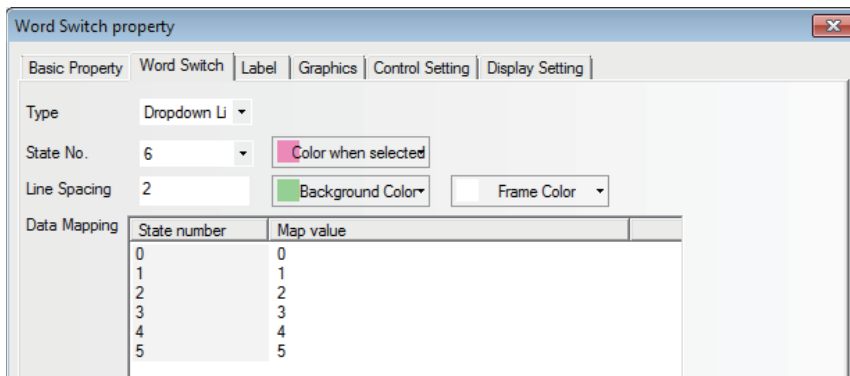 Word Switch property
Basic Property Word Switch Label Graphics Control Setting Display Setting
Type Dropdown Li
State No. 6 Color when selected
Line Spacing 2 Background Color Frame Color
Data Mapping State number Map value
0 0
1 1
2 2
3 3
4 4
5 5